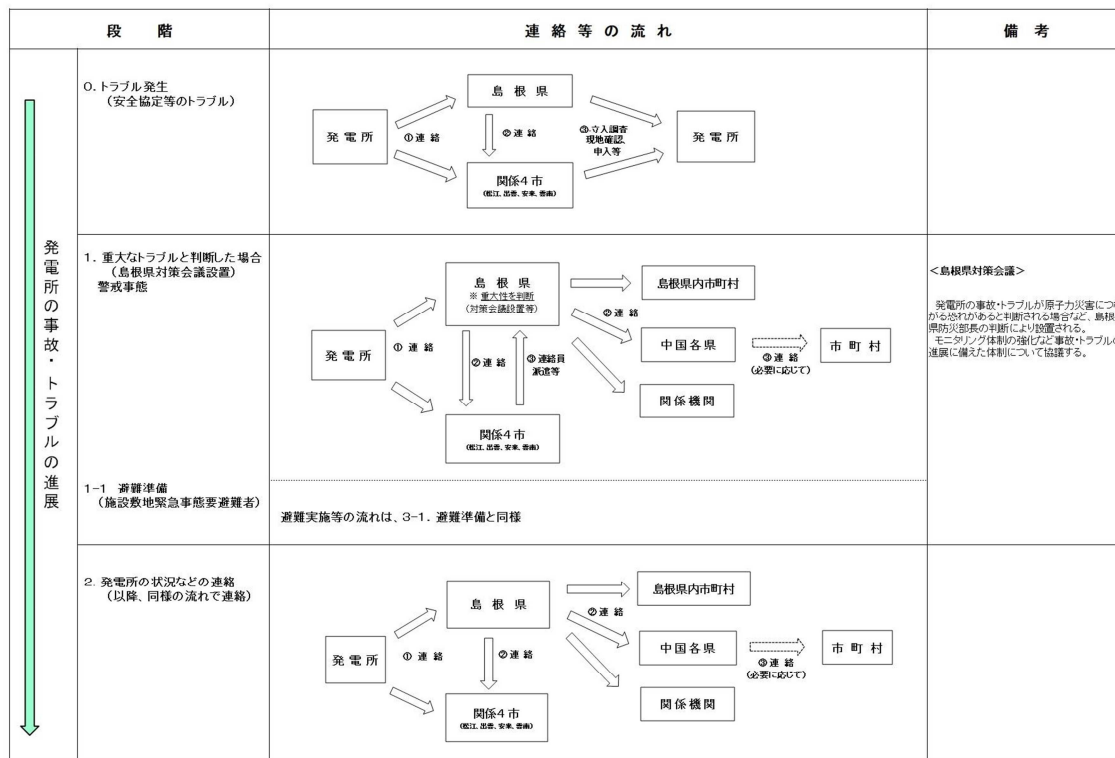 段 階
連 絡 等 の 流 れ
備 考
発電所の事故・トラブルの進展
0. トラブル発生
(安全協定等のトラブル)
発 電 所
① 連 絡
島 根 県
② 連 絡
関係4市
(松江、出雲、安来、雲南)
③ 立入調査
現地確認、
申入等
発 電 所
1. 重大なトラブルと判断した場合
(島根県対策会議設置)
警戒事態
発 電 所
① 連 絡
島 根 県
※ 重大性を判断
(対策会議設置等)
② 連 絡
③ 連絡員
派遣等
関係4市
(松江、出雲、安来、雲南)
② 連 絡
島根県内市町村
中国各県
関係機関
③ 連 絡
(必要に応じて)
市 町 村
<島根県対策会議>
発電所の事故・トラブルが原子力災害につ
がる恐れがあると判断される場合など、島根
県防災部長の判断により設置される。
モニタリング体制の強化など事故・トラブルの
進展に備えた体制について協議する。
1-1 避難準備
(施設敷地緊急事態要避難者)
避難実施等の流れは、3-1. 避難準備と同様
2. 発電所の状況などの連絡
(以降、同様の流れで連絡)
発 電 所
① 連 絡
島 根 県
② 連 絡
関係4市
(松江、出雲、安来、雲南)
② 連 絡
島根県内市町村
中国各県
関係機関
③ 連 絡
(必要に応じて)
市 町 村